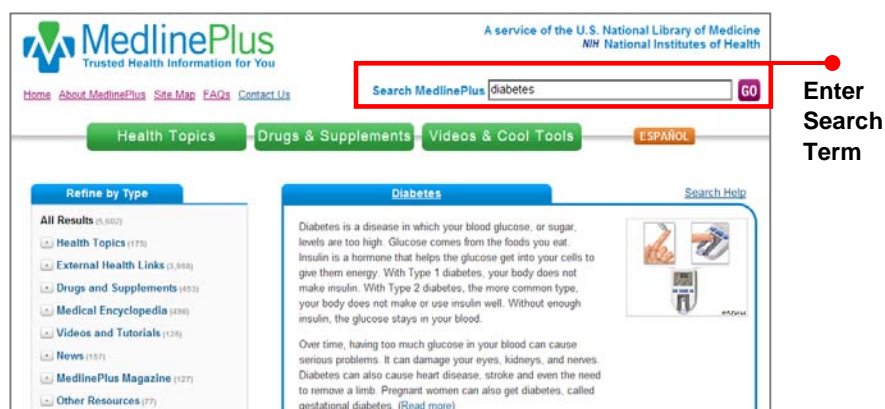 MedlinePlus
Trusted Health Information for You
A service of the U.S. National Library of Medicine
NIH National Institutes of Health
Home About MedlinePlus Site Map FAQs Contact Us
Search MedlinePlus diabetes GO
Enter
Search
Term
Health Topics Drugs & Supplements Videos & Cool Tools ESPAÑOL
Refine by Type
All Results (5,602)
Health Topics (175)
External Health Links
Drugs and Supplements (453)
Medical Encyclopedia
Videos and Tutorials
News (157)
MedlinePlus Magazine (127)
Other Resources (77)
Diabetes
Search Help
Diabetes is a disease in which your blood glucose, or sugar,
levels are too high. Glucose comes from the foods you eat.
Insulin is a hormone that helps the glucose get into your cells to
give them energy. With Type 1 diabetes, your body does not
make insulin. With Type 2 diabetes, the more common type,
your body does not make or use insulin well. Without enough
insulin, the glucose stays in your blood.
Over time, having too much glucose in your blood can cause
serious problems. It can damage your eyes, kidneys, and nerves.
Diabetes can also cause heart disease, stroke and even the need
to remove a limb. Pregnant women can also get diabetes, called
gestational diabetes. (Read more)